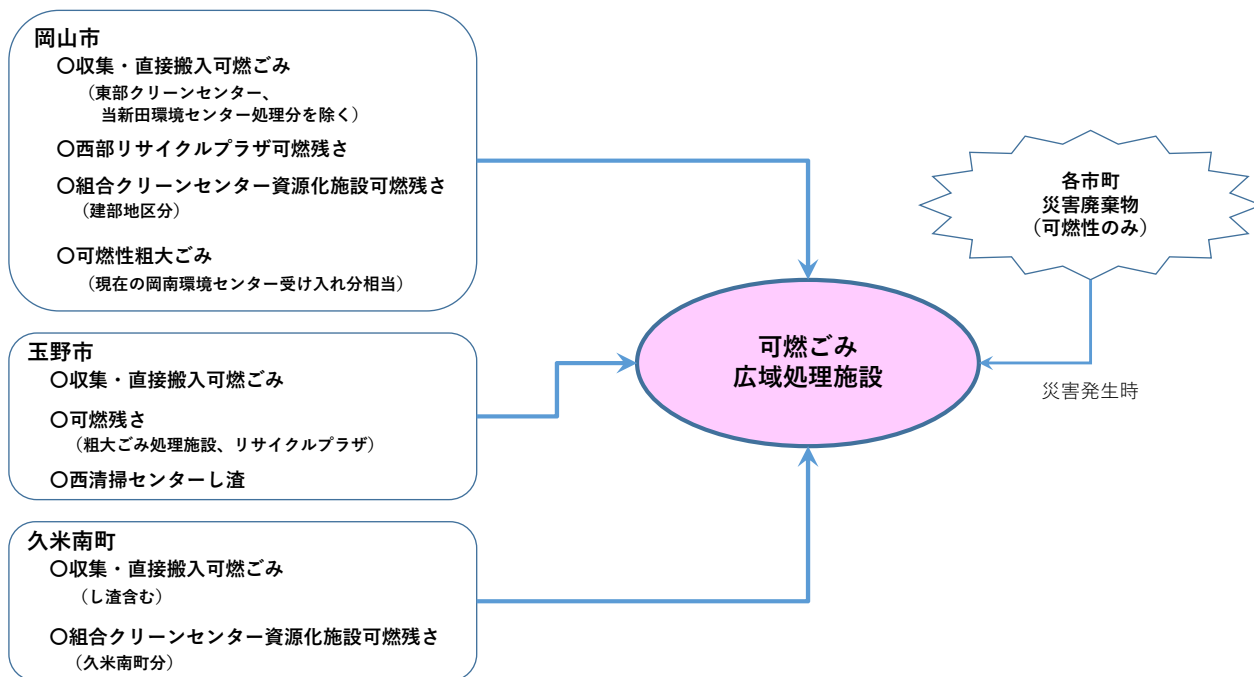 岡山市
〇収集・直接搬入可燃ごみ
（東部クリーンセンター、
当新田環境センター処理分を除く）
〇西部リサイクルプラザ可燃残さ
〇組合クリーンセンター資源化施設可燃残さ
（建部地区分）
〇可燃性粗大ごみ
（現在の岡南環境センター受け入れ分相当）
玉野市
〇収集・直接搬入可燃ごみ
〇可燃残さ
（粗大ごみ処理施設、リサイクルプラザ）
〇西清掃センターし渣
久米南町
〇収集・直接搬入可燃ごみ
（し渣含む）
〇組合クリーンセンター資源化施設可燃残さ
（久米南町分）
可燃ごみ
広域処理施設
各市町
災害廃棄物
（可燃性のみ）
災害発生時